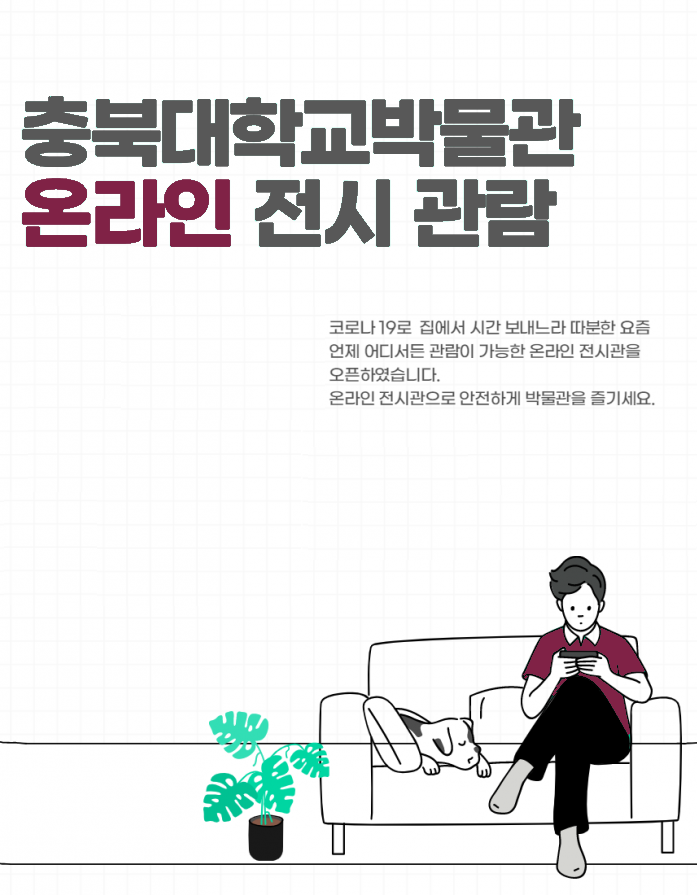 충북대학교박물관
온라인 전시 관람
코로나 19로 집에서 시간 보내느라 따분한 요즘
언제 어디서든 관람이 가능한 온라인 전시관을
오픈하였습니다.
온라인 전시관으로 안전하게 박물관을 즐기세요.